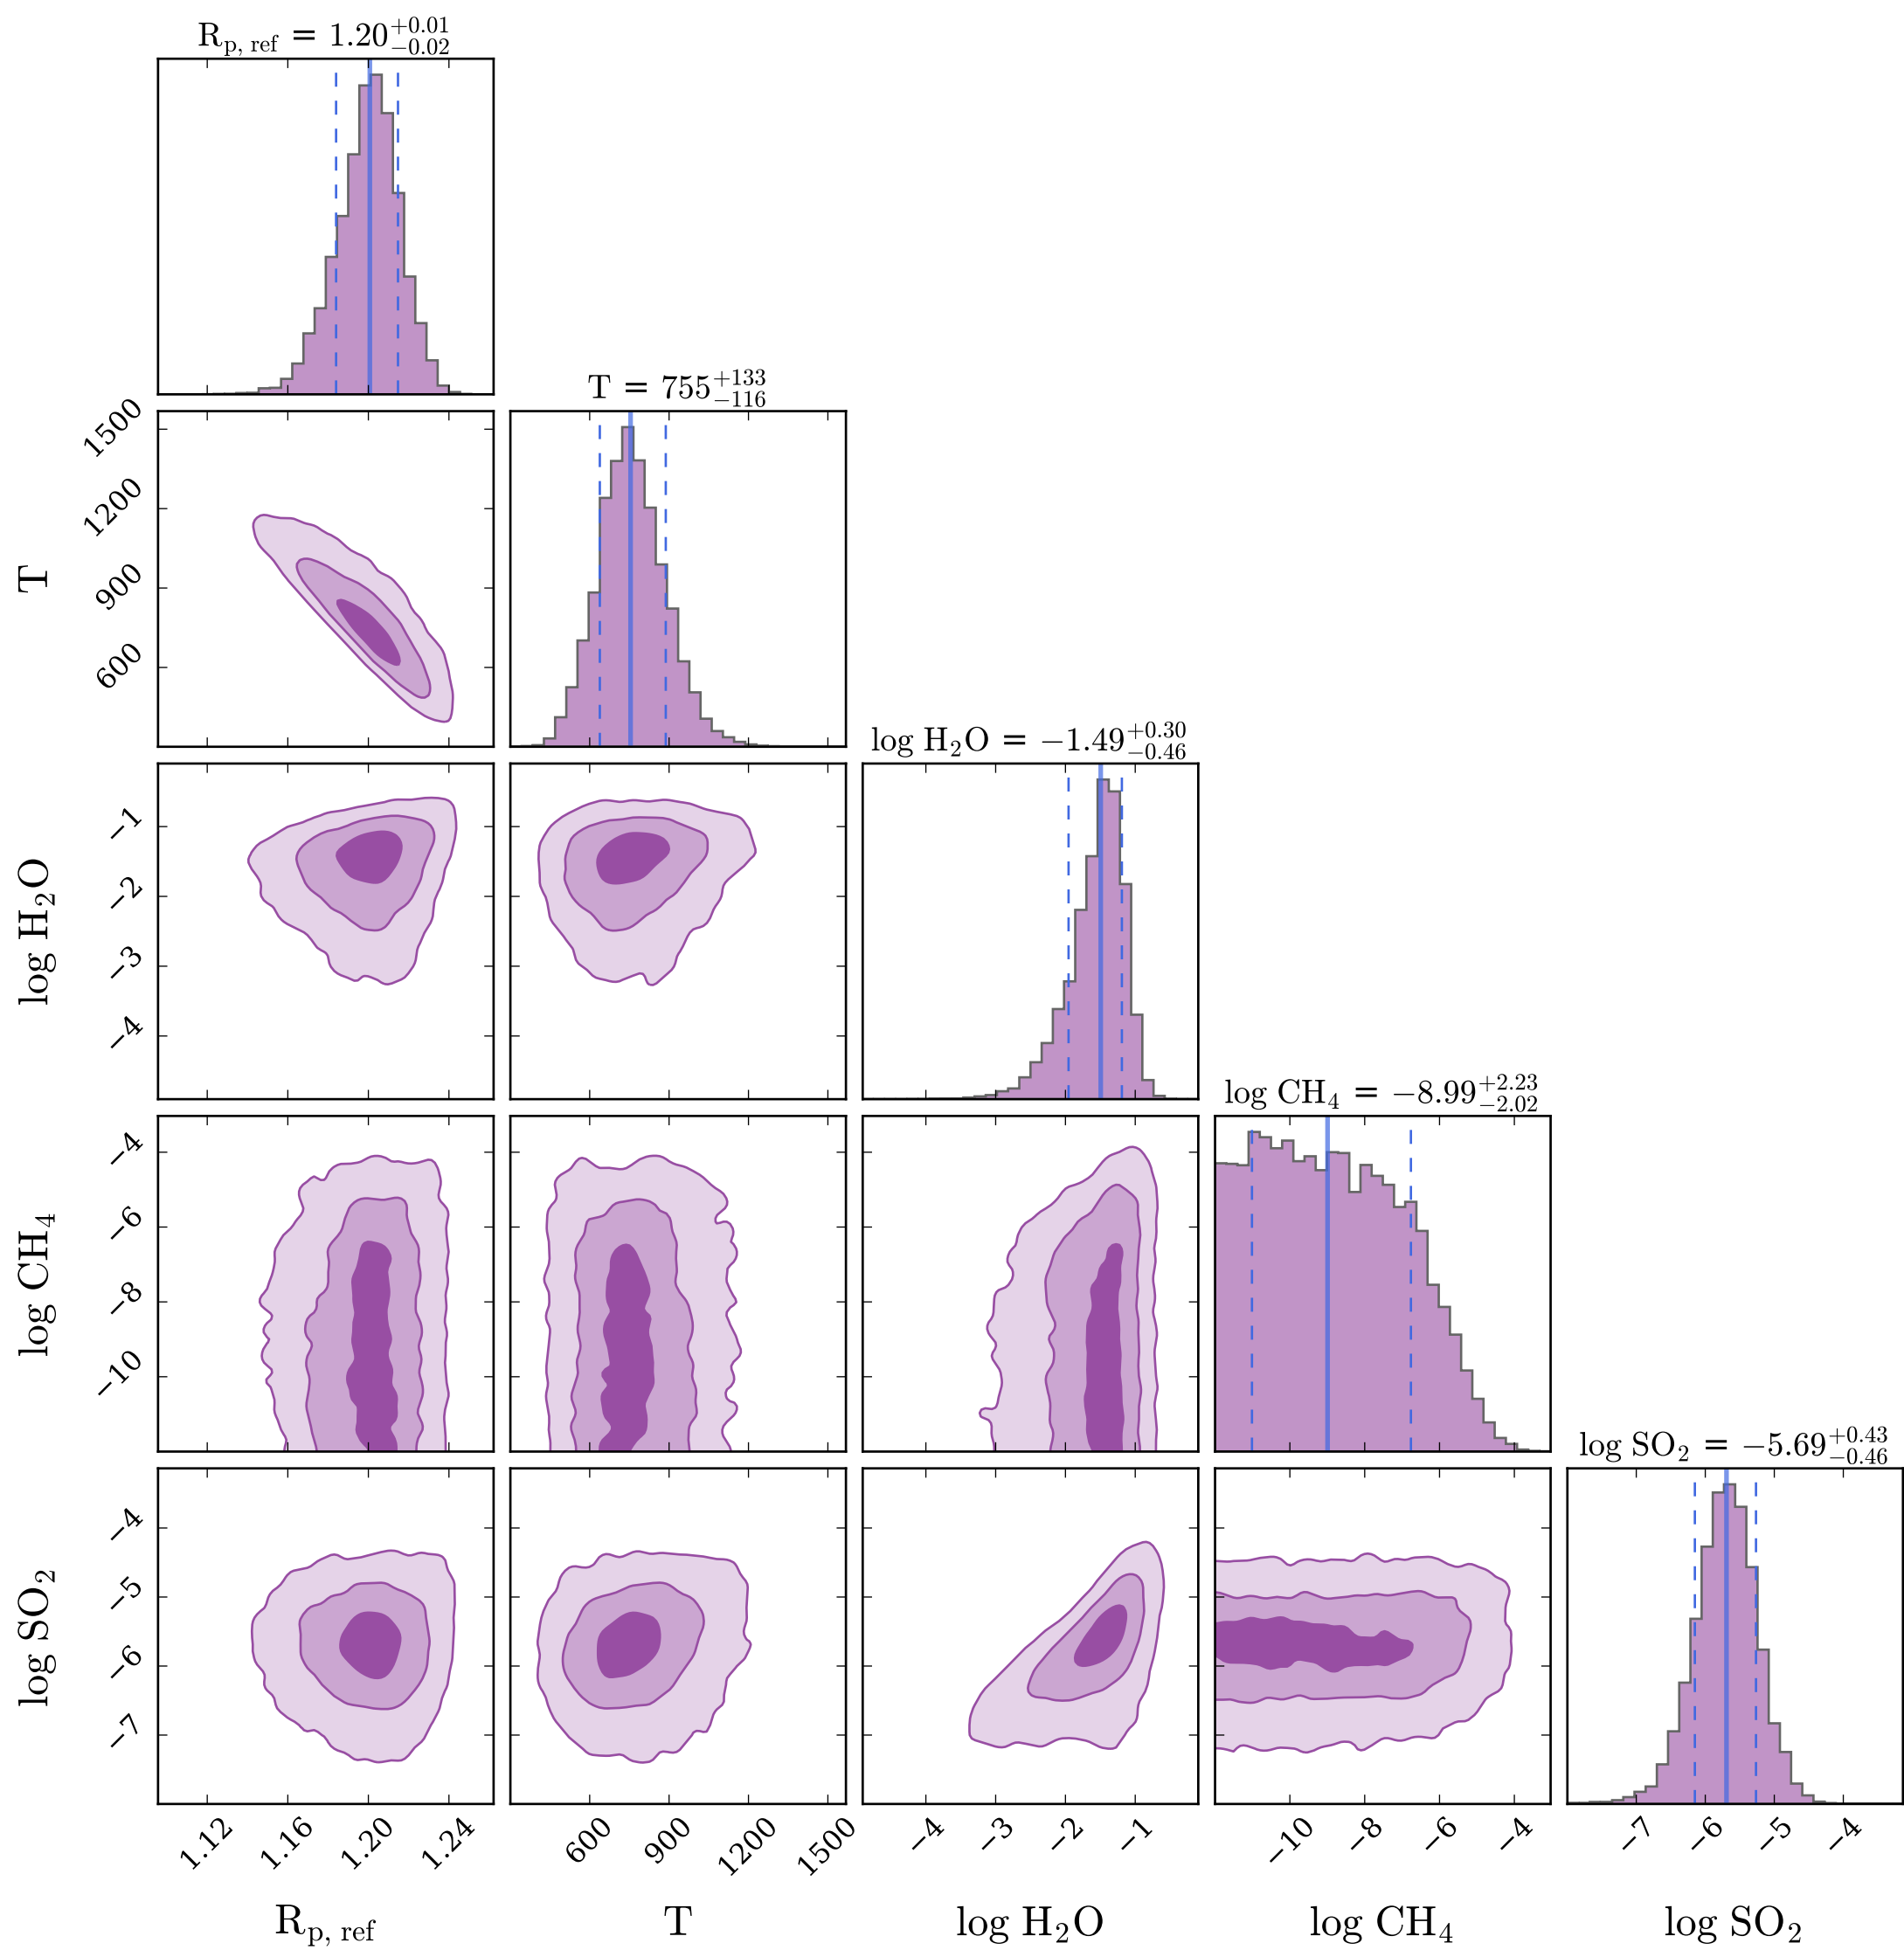 R_p, ref = 1.20^{+0.01}_{−0.02}
T = 755^{+133}_{−116}
1500
1200
900
600
T
log H₂O = −1.49^{+0.30}_{−0.46}
−1
−2
−3
−4
log H₂O
log CH₄ = −8.99^{+2.23}_{−2.02}
−4
−6
−8
−10
log CH₄
log SO₂ = −5.69^{+0.43}_{−0.46}
−4
−5
−6
−7
log SO₂
1.12 1.16 1.20 1.24 600 900 1200 1500 −4 −3 −2 −1 −10 −8 −6 −4 −7 −6 −5 −4
R_p, ref T log H₂O log CH₄ log SO₂